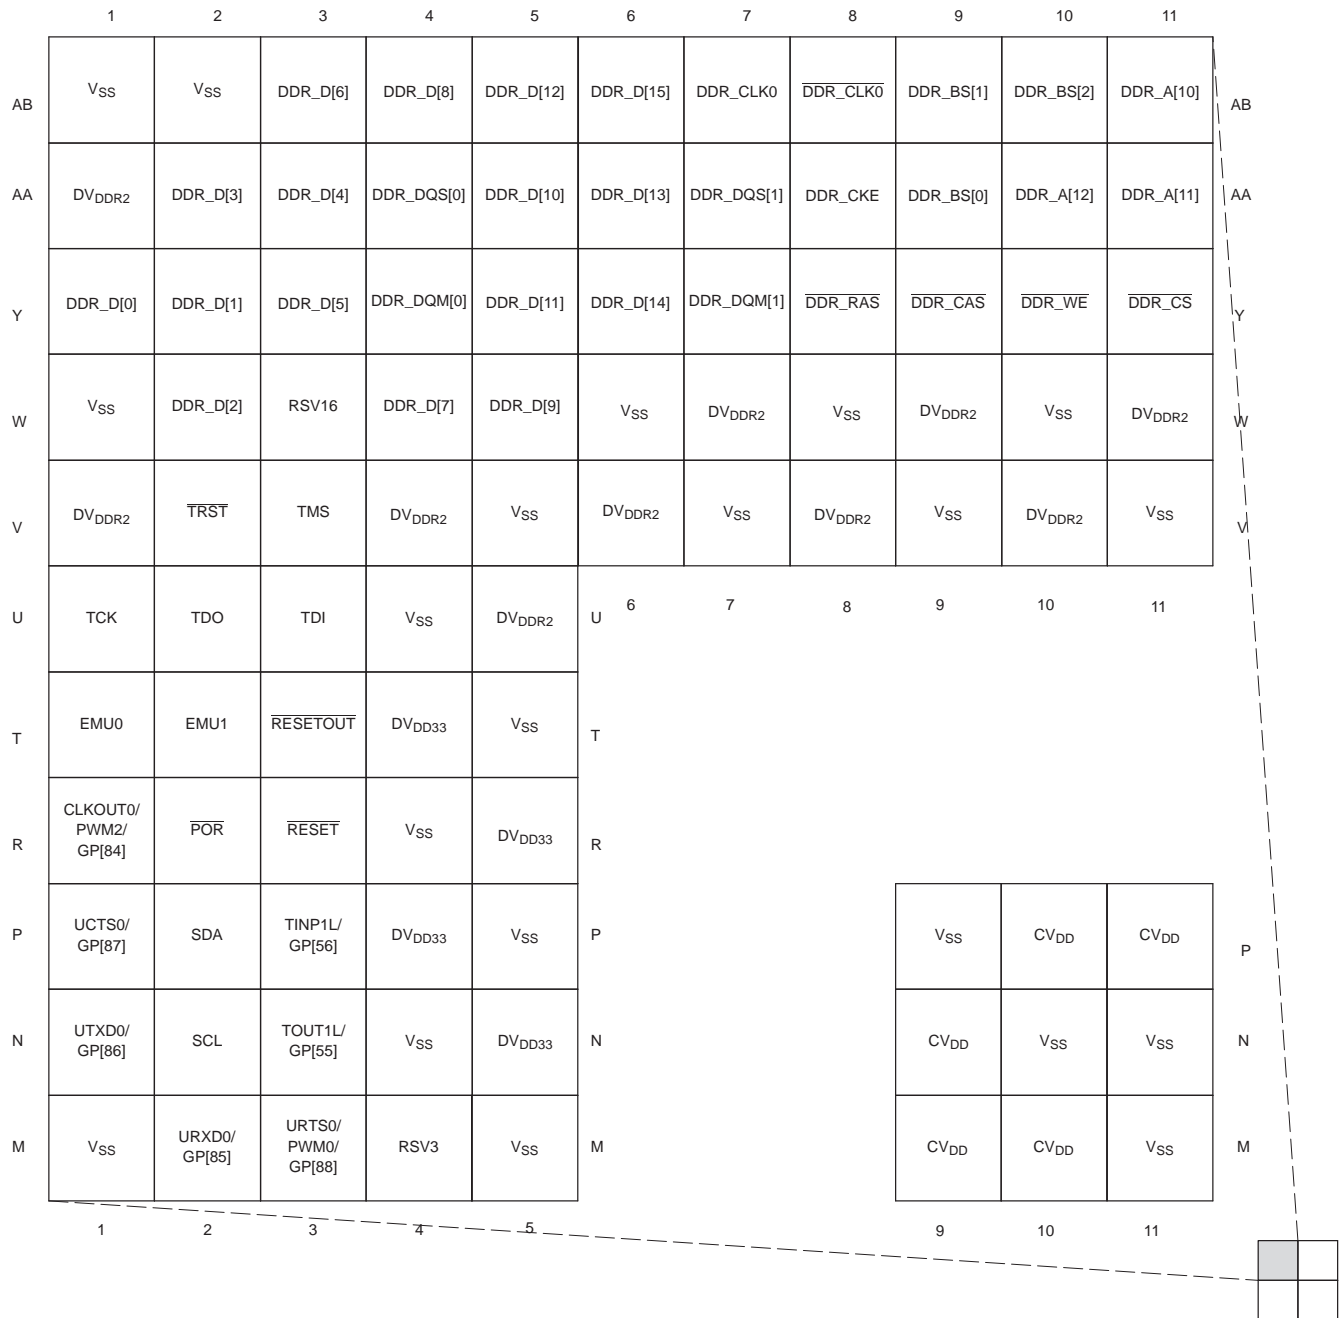 1 2 3 4 5 6 7 8 9 10 11
AB VSS VSS DDR_D[6] DDR_D[8] DDR_D[12] DDR_D[15] DDR_CLK0 DDR_CLK0 DDR_BS[1] DDR_BS[2] DDR_A[10] AB
AA DVDDR2 DDR_D[3] DDR_D[4] DDR_DQS[0] DDR_D[10] DDR_D[13] DDR_DQS[1] DDR_CKE DDR_BS[0] DDR_A[12] DDR_A[11] AA
Y DDR_D[0] DDR_D[1] DDR_D[5] DDR_DQM[0] DDR_D[11] DDR_D[14] DDR_DQM[1] DDR_RAS DDR_CAS DDR_WE DDR_CS Y
W VSS DDR_D[2] RSV16 DDR_D[7] DDR_D[9] VSS DVDDR2 VSS DVDDR2 VSS DVDDR2 W
V DVDDR2 TRST TMS DVDDR2 VSS DVDDR2 VSS DVDDR2 VSS DVDDR2 VSS V
U TCK TDO TDI VSS DVDDR2 U 6 7 8 9 10 11
T EMU0 EMU1 RESETOUT DVDD33 VSS T
R CLKOUT0/
PWM2/
GP[84] POR RESET VSS DVDD33 R
P UCTS0/
GP[87] SDA TINP1L/
GP[56] DVDD33 VSS P VSS CVDD CVDD P
N UTXD0/
GP[86] SCL TOUT1L/
GP[55] VSS DVDD33 N CVDD VSS VSS N
M VSS URXD0/
GP[85] URTS0/
PWM0/
GP[88] RSV3 VSS M CVDD CVDD VSS M
1 2 3 4 5 9 10 11